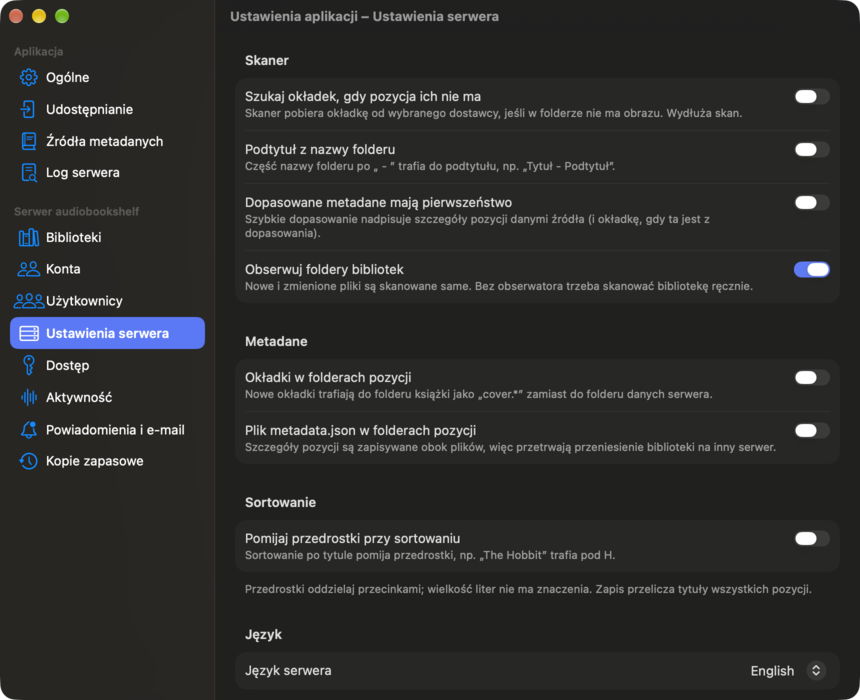 Ustawienia aplikacji – Ustawienia serwera
Aplikacja
Ogólne
Udostępnianie
Źródła metadanych
Log serwera
Serwer audiobookshelf
Biblioteki
Konta
Użytkownicy
Ustawienia serwera
Dostęp
Aktywność
Powiadomienia i e-mail
Kopie zapasowe
Skaner
Szukaj okładek, gdy pozycja ich nie ma
Skaner pobiera okładkę od wybranego dostawcy, jeśli w folderze nie ma obrazu. Wydłuża skan.
Podtytuł z nazwy folderu
Część nazwy folderu po „ - ” trafia do podtytułu, np. „Tytuł - Podtytuł”.
Dopasowane metadane mają pierwszeństwo
Szybkie dopasowanie nadpisuje szczegóły pozycji danymi źródła (i okładkę, gdy ta jest z
dopasowania).
Obserwuj foldery bibliotek
Nowe i zmienione pliki są skanowane same. Bez obserwatora trzeba skanować bibliotekę ręcznie.
Metadane
Okładki w folderach pozycji
Nowe okładki trafiają do folderu książki jako „cover.*” zamiast do folderu danych serwera.
Plik metadata.json w folderach pozycji
Szczegóły pozycji są zapisywane obok plików, więc przetrwają przeniesienie biblioteki na inny serwer.
Sortowanie
Pomijaj przedrostki przy sortowaniu
Sortowanie po tytule pomija przedrostki, np. „The Hobbit” trafia pod H.
Przedrostki oddzielaj przecinkami; wielkość liter nie ma znaczenia. Zapis przelicza tytuły wszystkich pozycji.
Język
Język serwera
English